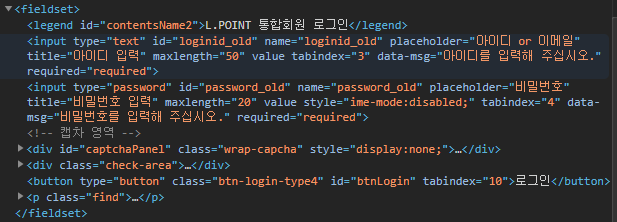 ▼<fieldset>
<legend id="contentsName2">L.POINT 통합회원 로그인</legend>
<input type="text" id="loginid_old" name="loginid_old" placeholder="아이디 or 이메일"
title="아이디 입력" maxlength="50" value tabindex="3" data-msg="아이디를 입력해 주십시오."
required="required">
<input type="password" id="password_old" name="password_old" placeholder="비밀번호"
title="비밀번호 입력" maxlength="20" value style="ime-mode:disabled;" tabindex="4" data-
msg="비밀번호를 입력해 주십시오." required="required">
<!-- 캡차 영역 -->
▶<div id="captchaPanel" class="wrap-capcha" style="display:none;">…</div>
▶<div class="check-area">…</div>
<button type="button" class="btn-login-type4" id="btnLogin" tabindex="10">로그인</button>
▶<p class="find">…</p>
</fieldset>